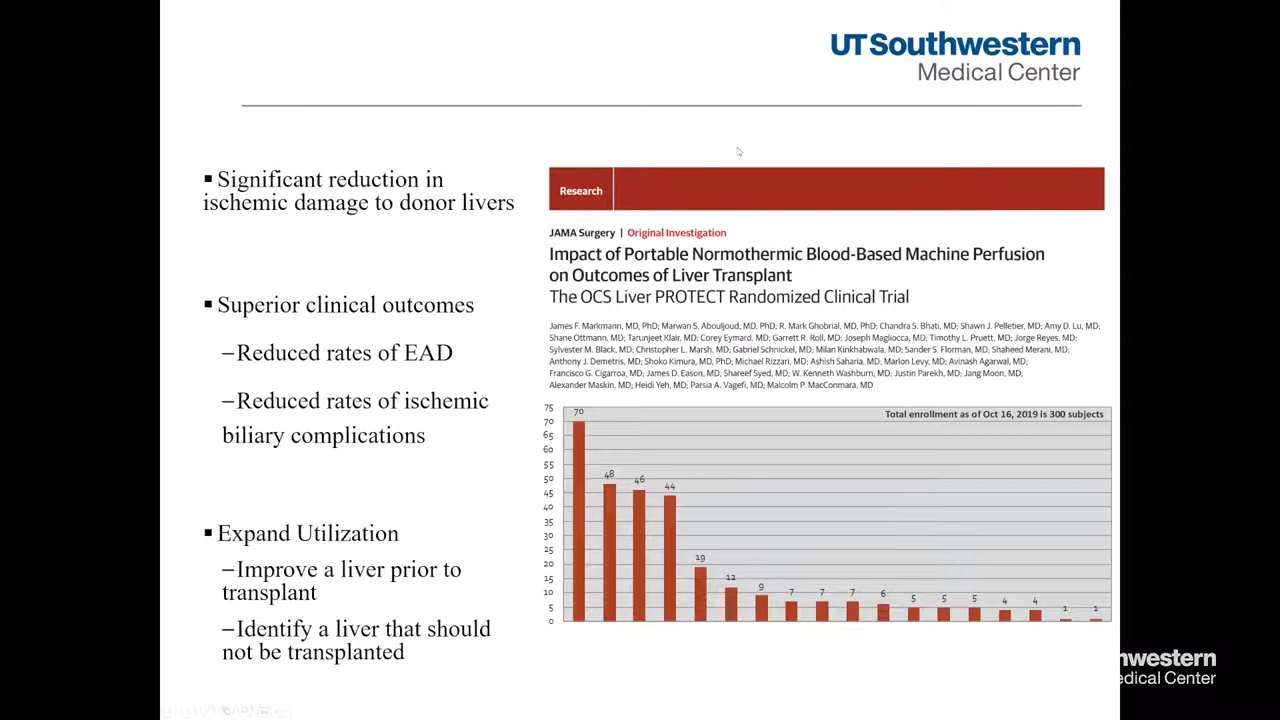 UTSouthwestern
Medical Center
▪ Significant reduction in
ischemic damage to donor livers
▪ Superior clinical outcomes
–Reduced rates of EAD
–Reduced rates of ischemic
biliary complications
▪ Expand Utilization
–Improve a liver prior to
transplant
–Identify a liver that should
not be transplanted
Research
JAMA Surgery | Original Investigation
Impact of Portable Normothermic Blood-Based Machine Perfusion
on Outcomes of Liver Transplant
The OCS Liver PROTECT Randomized Clinical Trial
James F. Markmann, MD, PhD; Marwan S. Abouljoud, MD, PhD; R. Mark Ghobrial, MD, PhD; Chandra S. Bhati, MD; Shawn J. Pelletier, MD; Amy D. Lu, MD;
Shane Ottmann, MD; Tarunjeet Klair, MD; Corey Eymard, MD; Garrett R. Roll, MD; Joseph Magliocca, MD; Timothy L. Pruett, MD; Jorge Reyes, MD;
Sylvester M. Black, MD; Christopher L. Marsh, MD; Gabriel Schnickel, MD; Milan Kinkhabwala, MD; Sander S. Florman, MD; Shaheed Merani, MD;
Anthony J. Demetris, MD; Shoko Kimura, MD, PhD; Michael Rizzari, MD; Ashish Saharia, MD; Marlon Levy, MD; Avinash Agarwal, MD;
Francisco G. Cigarroa, MD; James D. Eason, MD; Shareef Syed, MD; W. Kenneth Washburn, MD; Justin Parekh, MD; Jang Moon, MD;
Alexander Maskin, MD; Heidi Yeh, MD; Parsia A. Vagefi, MD; Malcolm P. MacConmara, MD
Total enrollment as of Oct 16, 2019 is 300 subjects
75
70
65
60
55
50
45
40
35
30
25
20
15
10
5
0
70
48
46
44
19
12
9
7
7
7
6
5
5
5
4
4
1
1
hwestern
edical Center